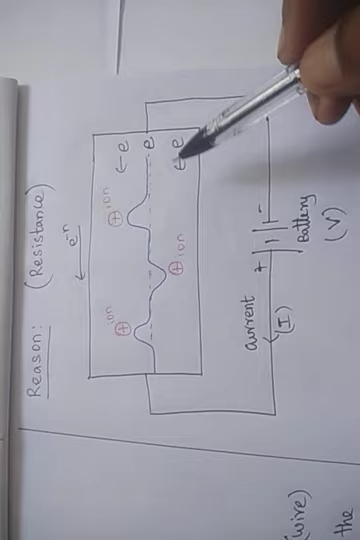 Reason: (Resistance)
e⁻ⁿ
⊕ion
⊕ion
⊕ion
←e
e
←e
+ -
Battery
(V)
current
(I)
(wire)
the